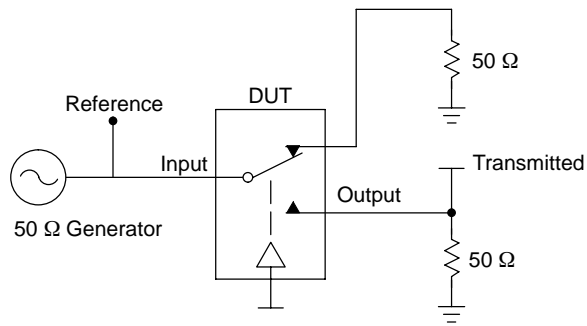 50 Ω
DUT
Reference
Input
Transmitted
Output
50 Ω Generator
50 Ω